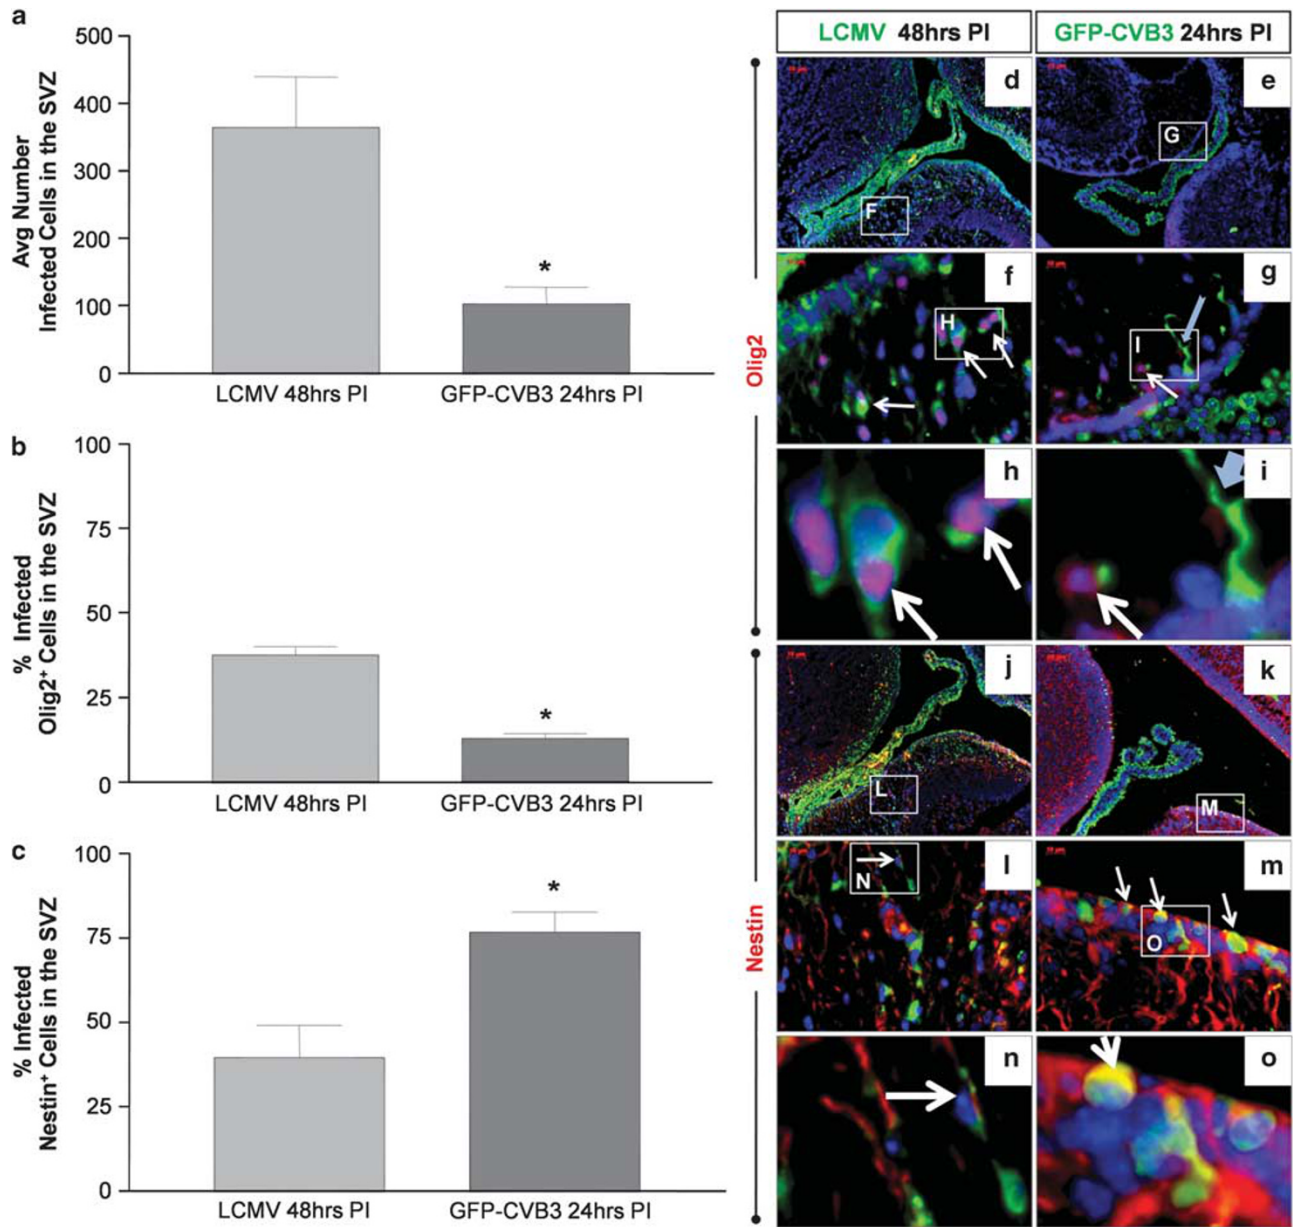 a
Avg Number
Infected Cells in the SVZ
500
400
300
200
100
0
*
LCMV 48hrs PI
GFP-CVB3 24hrs PI
b
% Infected
Olig2+ Cells in the SVZ
100
75
50
25
0
*
LCMV 48hrs PI
GFP-CVB3 24hrs PI
c
% Infected
Nestin+ Cells in the SVZ
100
75
50
25
0
*
LCMV 48hrs PI
GFP-CVB3 24hrs PI
LCMV 48hrs PI
GFP-CVB3 24hrs PI
Olig2
d
F
e
G
f
H
g
I
h
i
Nestin
j
L
k
M
l
N
m
O
n
o